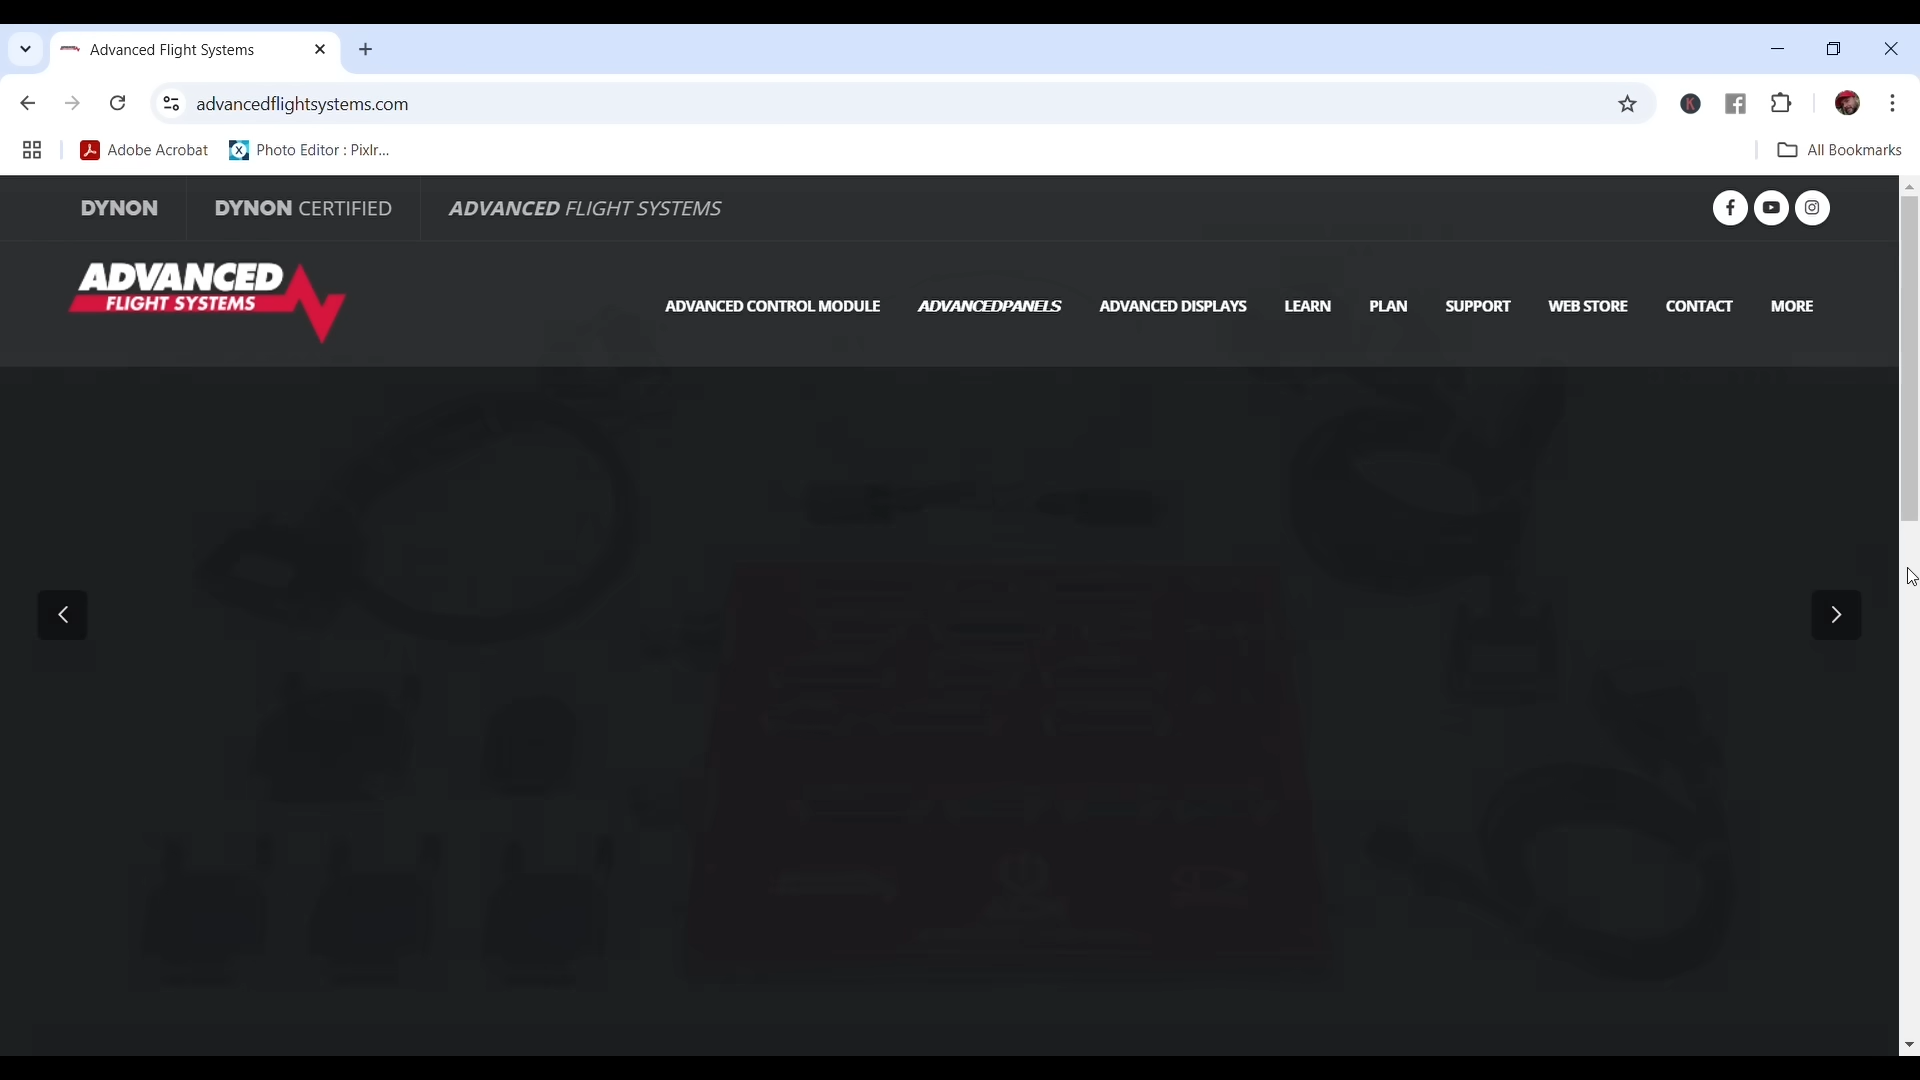 Advanced Flight Systems
advancedflightsystems.com
Adobe Acrobat
Photo Editor : Pixlr...
All Bookmarks
DYNON
DYNON CERTIFIED
ADVANCED FLIGHT SYSTEMS
ADVANCED
FLIGHT SYSTEMS
ADVANCED CONTROL MODULE
ADVANCEDPANELS
ADVANCED DISPLAYS
LEARN
PLAN
SUPPORT
WEB STORE
CONTACT
MORE